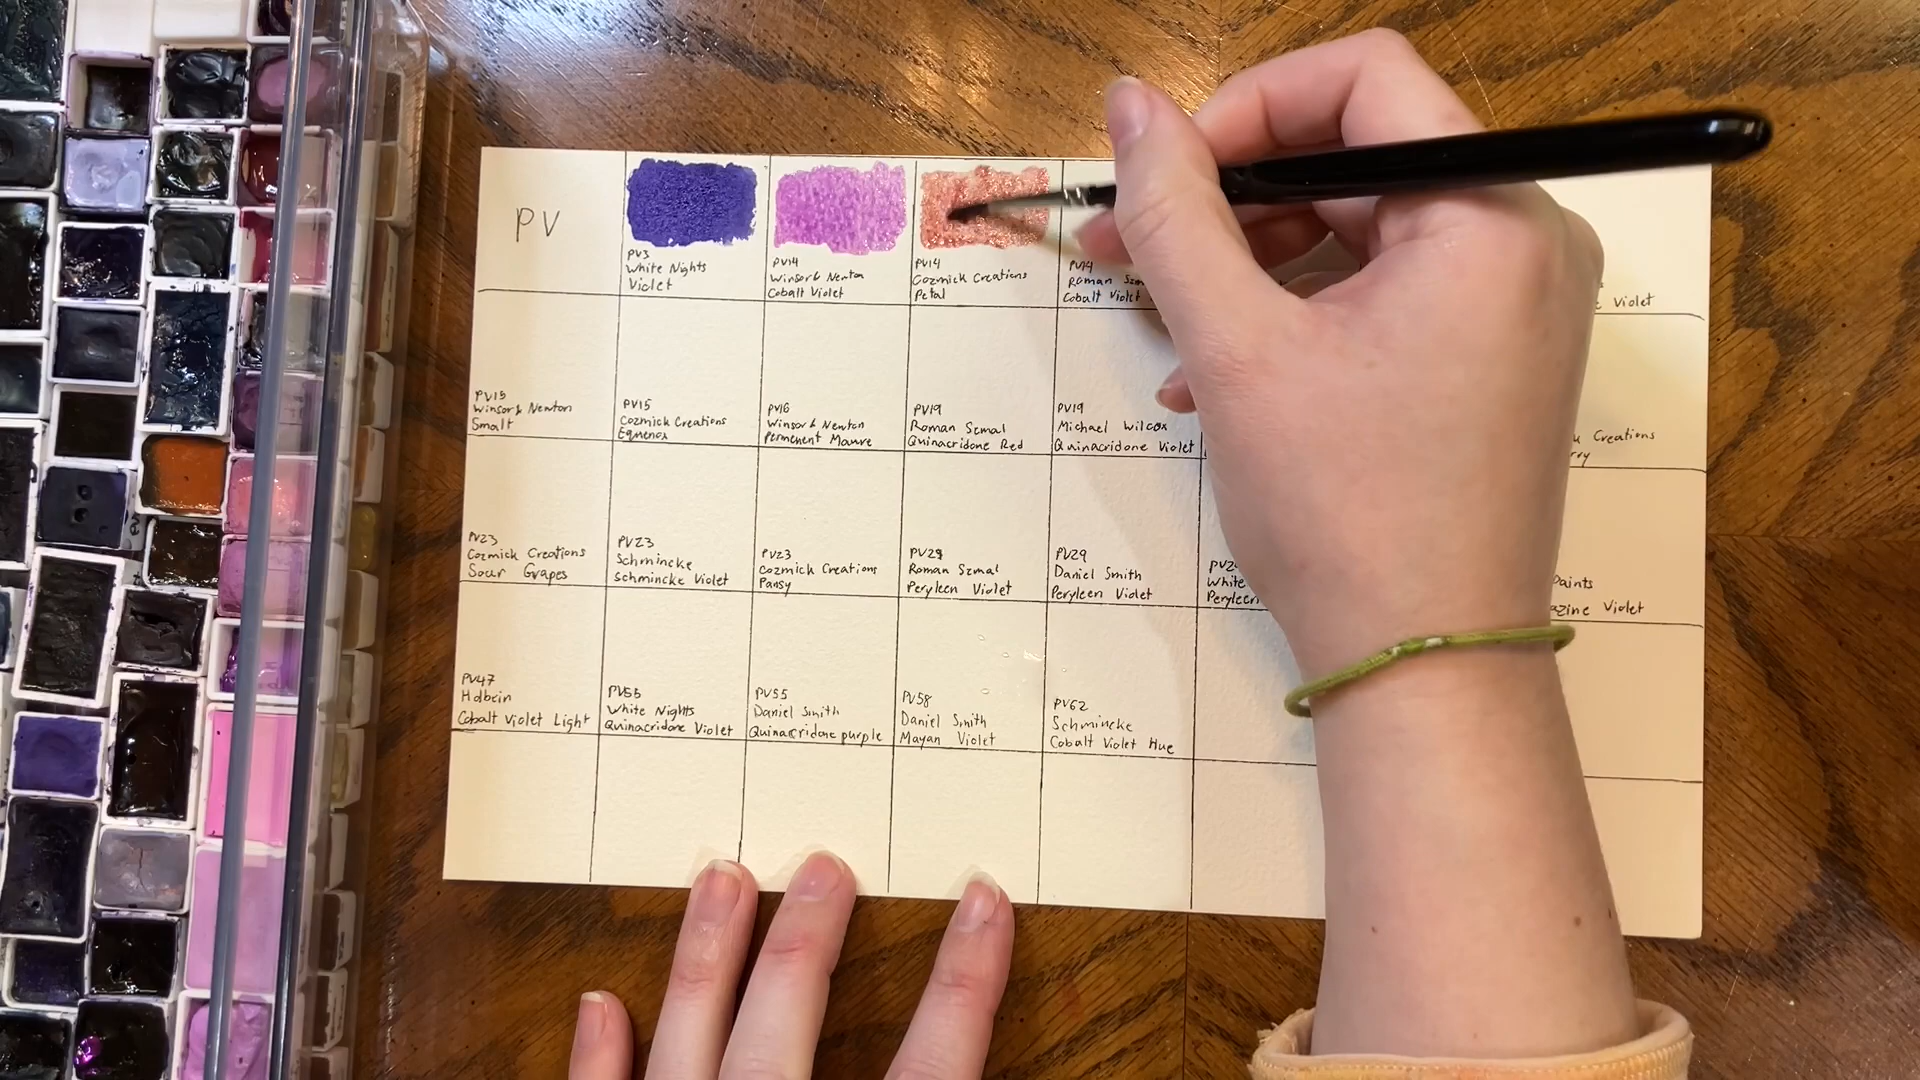 PV
PV3
White Nights
Violet
PV14
Winsor & Newton
Cobalt Violet
PV14
Cozmick Creations
Petal
PV14
Roman
Cobalt Violet
Violet
PV15
Winsor & Newton
Smalt
PV15
Cozmick Creations
Equenox
PV16
Winsor & Newton
Permenent Mauve
PV19
Roman Szmal
Quinacridone Red
PV19
Michael Wilcox
Quinacridone Violet
Creations
PV23
Cozmick Creations
Sour Grapes
PV23
Schmincke
Schmincke Violet
PV23
Cozmick Creations
Pansy
PV29
Roman Szmal
Peryleen Violet
PV29
Daniel Smith
Peryleen Violet
White
Paints
Violet
PV47
Holbein
Cobalt Violet Light
PV55
White Nights
Quinacridone Violet
PV55
Daniel Smith
Quinacridone purple
PV58
Daniel Smith
Mayan Violet
PV62
Schmincke
Cobalt Violet Hue